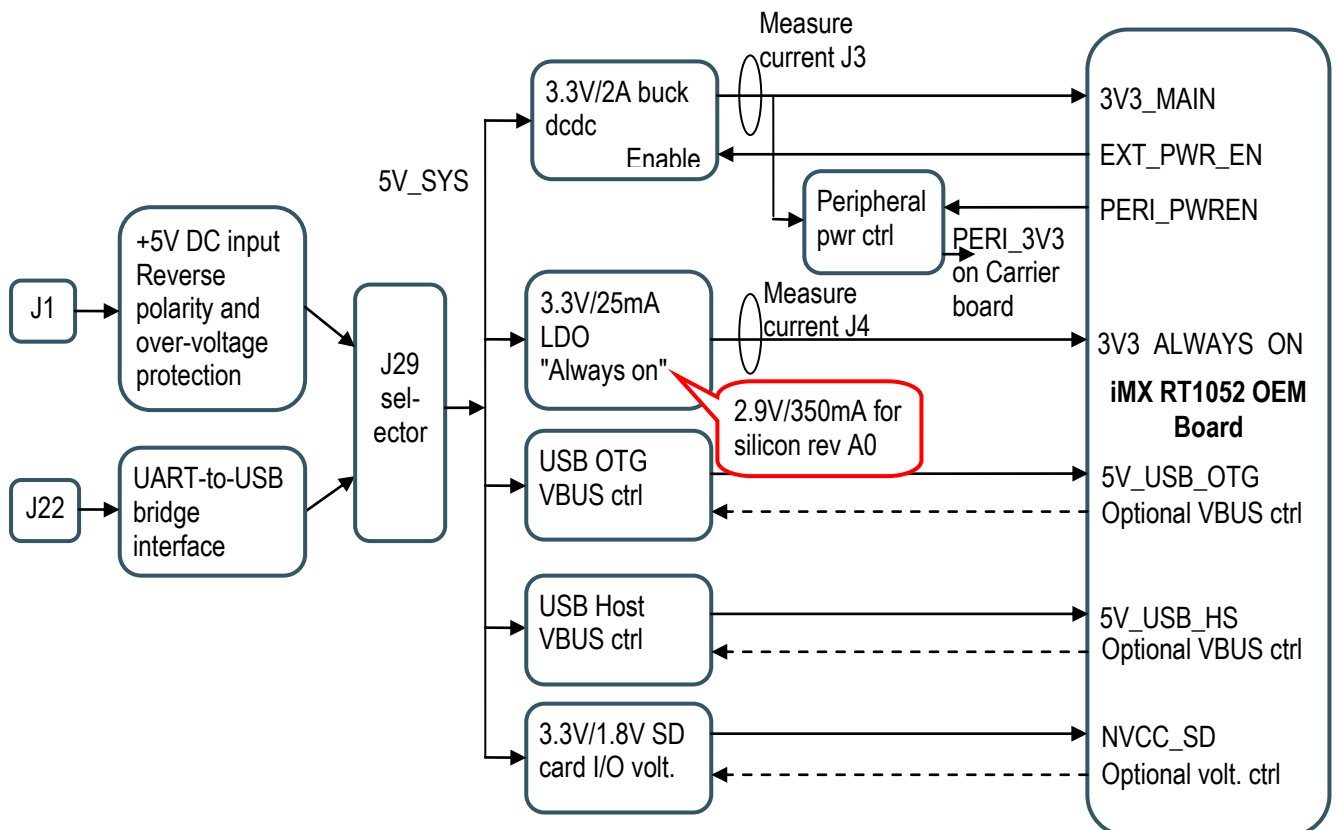 Measure
current J3
3.3V/2A buck
dcdc
Enable
3V3_MAIN
EXT_PWR_EN
5V_SYS
Peripheral
pwr ctrl
PERI_PWREN
PERI_3V3
on Carrier
board
+5V DC input
Reverse
polarity and
over-voltage
protection
J1
J29
sel-
ector
3.3V/25mA
LDO
"Always on"
Measure
current J4
3V3 ALWAYS ON
iMX RT1052 OEM
Board
2.9V/350mA for
silicon rev A0
J22
UART-to-USB
bridge
interface
USB OTG
VBUS ctrl
5V_USB_OTG
Optional VBUS ctrl
USB Host
VBUS ctrl
5V_USB_HS
Optional VBUS ctrl
3.3V/1.8V SD
card I/O volt.
NVCC_SD
Optional volt. ctrl